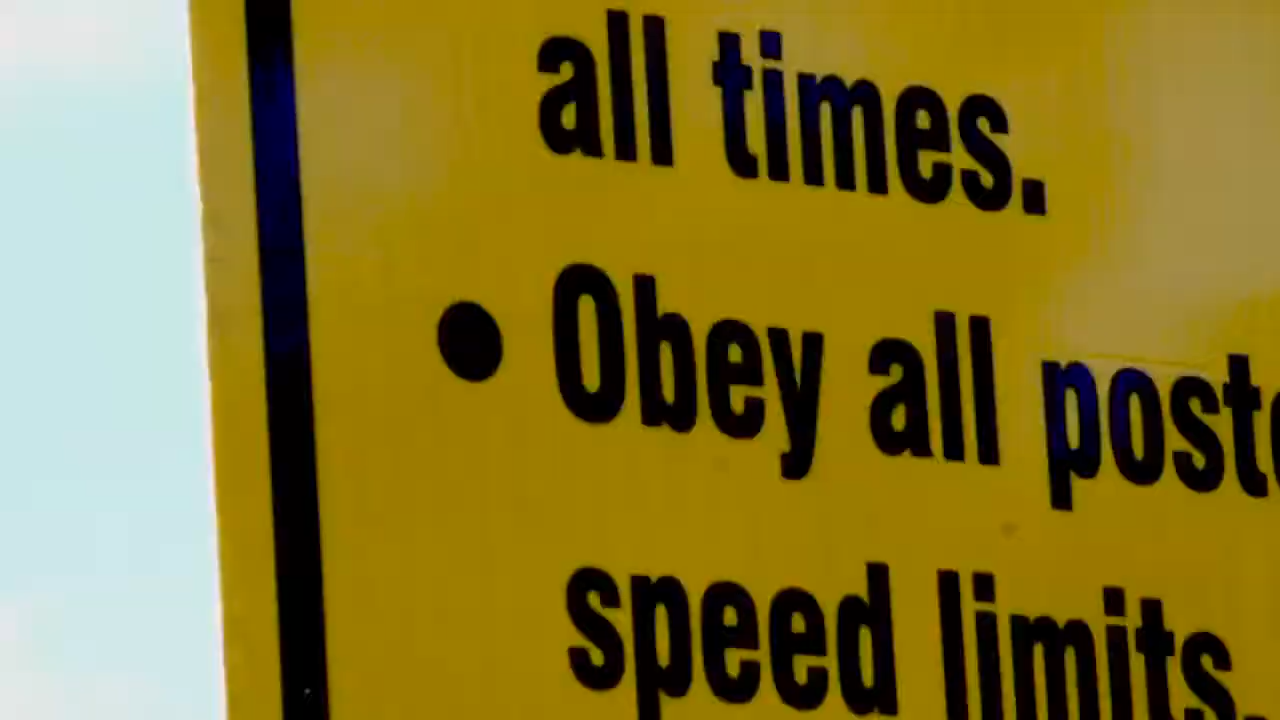 all times.
• Obey all poste
speed limits.